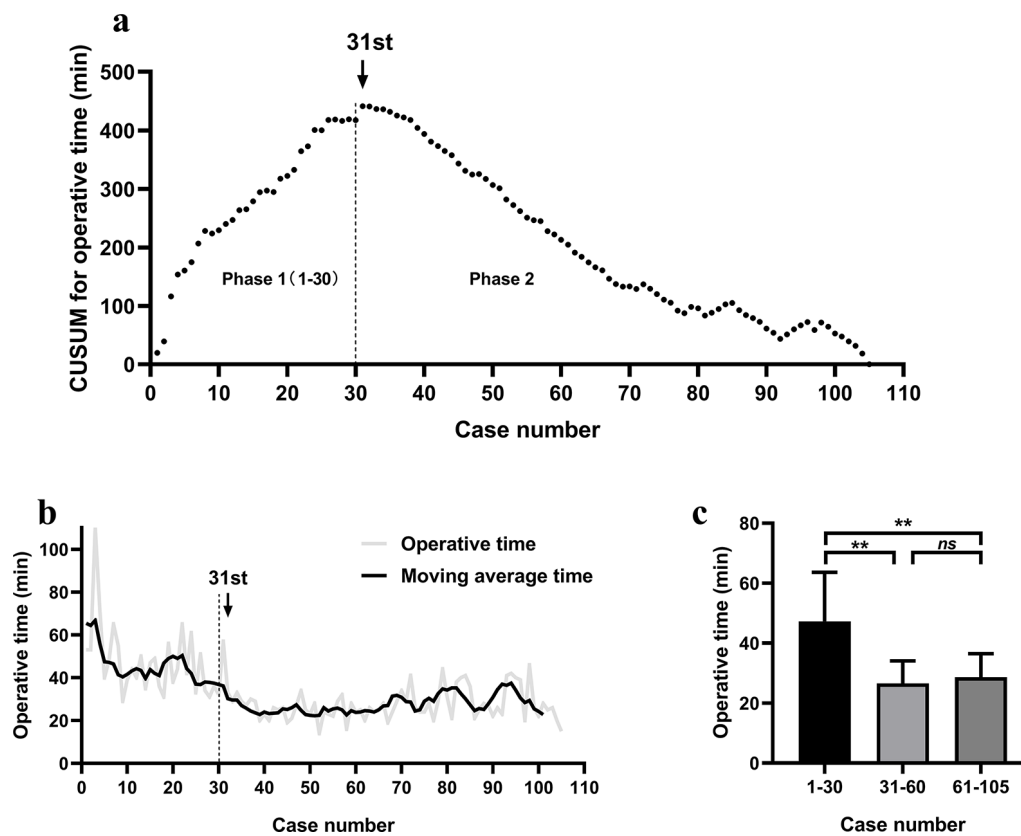 a
31st
CUSUM for operative time (min)
500
400
300
200
100
0
Phase 1（1-30）
Phase 2
0 10 20 30 40 50 60 70 80 90 100 110
Case number
b
Operative time (min)
100
80
60
40
20
0
31st
Operative time
Moving average time
0 10 20 30 40 50 60 70 80 90 100 110
Case number
c
Operative time (min)
80
60
40
20
0
**
**
ns
1-30 31-60 61-105
Case number